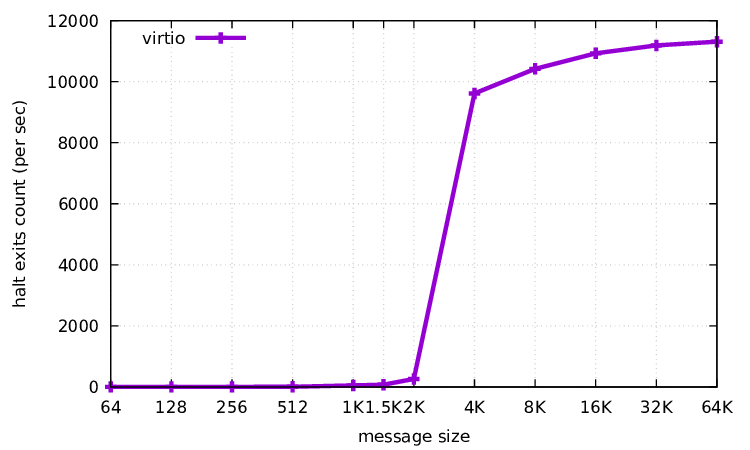 12000
virtio
10000
8000
6000
4000
2000
0
halt exits count (per sec)
64 128 256 512 1K1.5K2K 4K 8K 16K 32K 64K
message size